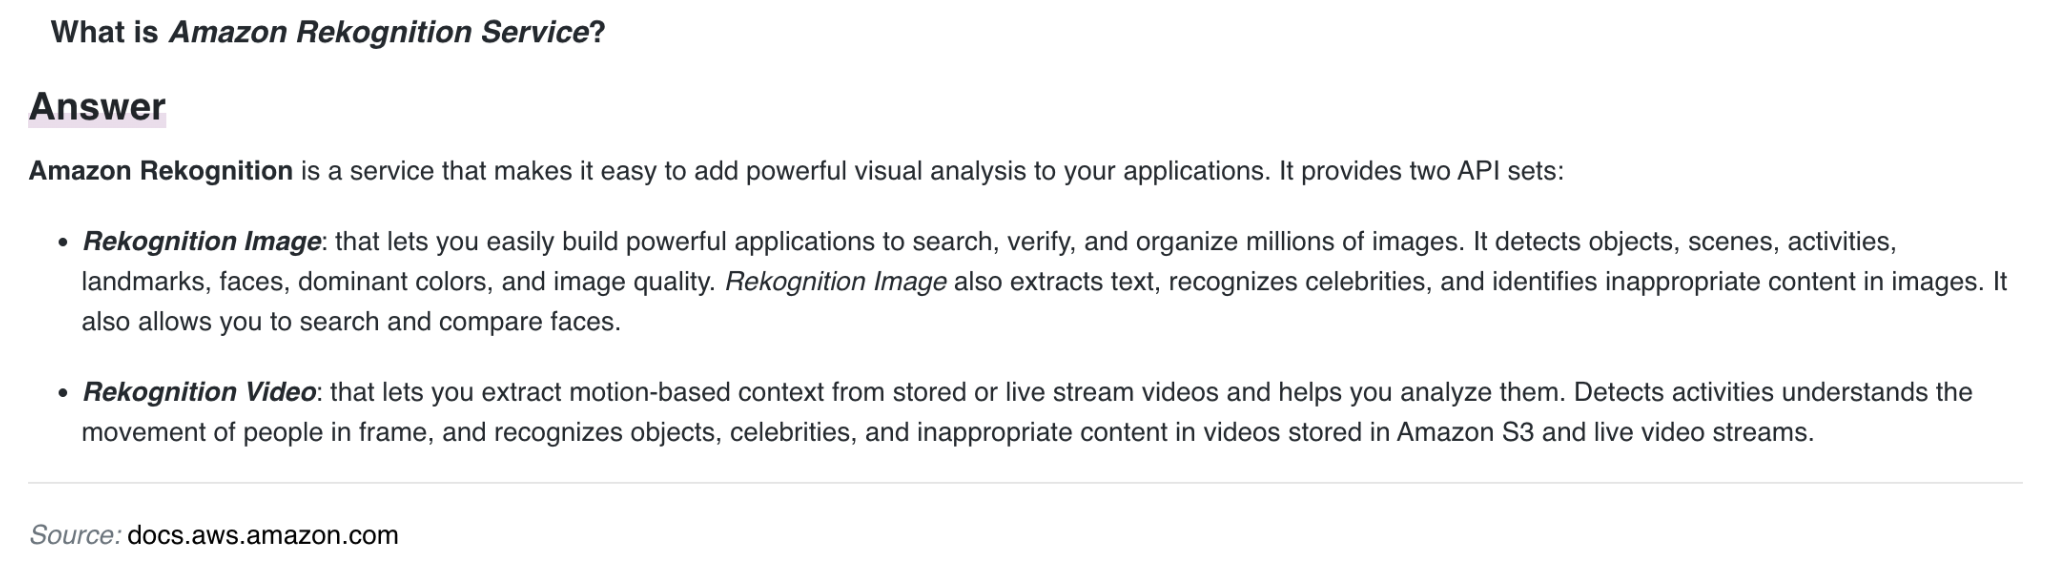 What is Amazon Rekognition Service?
Answer
Amazon Rekognition is a service that makes it easy to add powerful visual analysis to your applications. It provides two API sets:
• Rekognition Image: that lets you easily build powerful applications to search, verify, and organize millions of images. It detects objects, scenes, activities,
landmarks, faces, dominant colors, and image quality. Rekognition Image also extracts text, recognizes celebrities, and identifies inappropriate content in images. It
also allows you to search and compare faces.
• Rekognition Video: that lets you extract motion-based context from stored or live stream videos and helps you analyze them. Detects activities understands the
movement of people in frame, and recognizes objects, celebrities, and inappropriate content in videos stored in Amazon S3 and live video streams.
Source: docs.aws.amazon.com